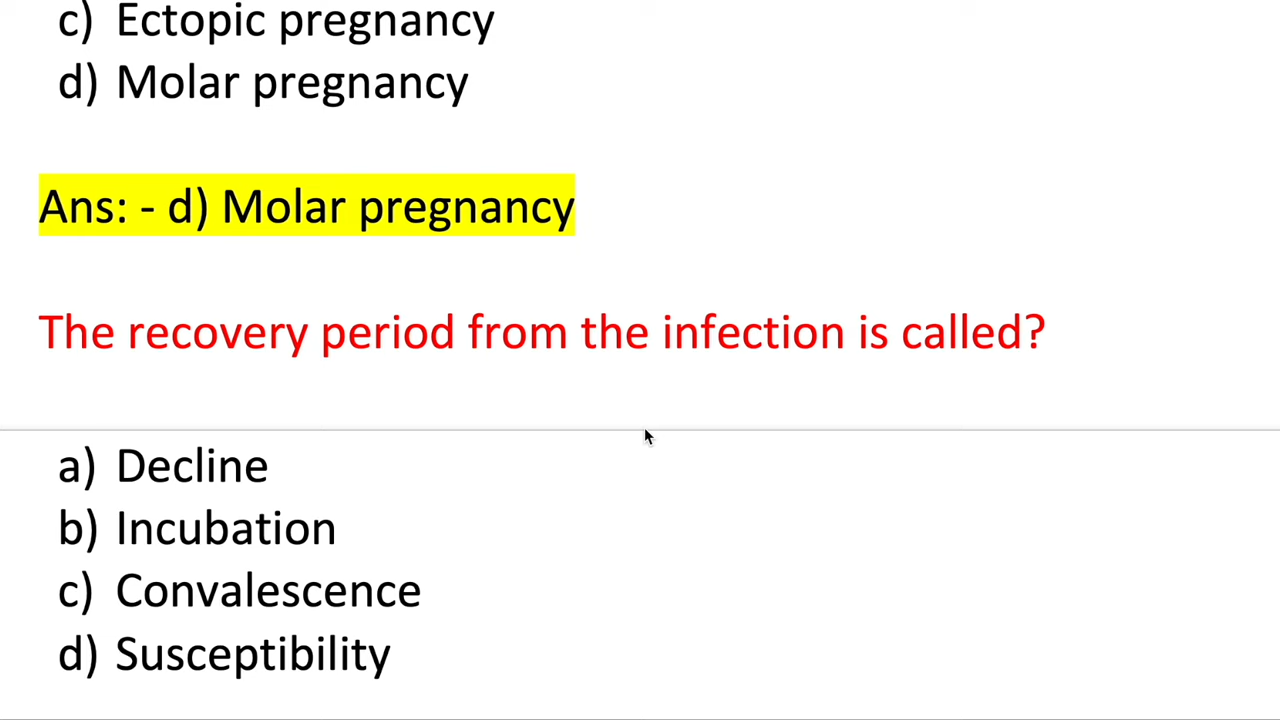 c) Ectopic pregnancy
d) Molar pregnancy
Ans: - d) Molar pregnancy
The recovery period from the infection is called?
a) Decline
b) Incubation
c) Convalescence
d) Susceptibility